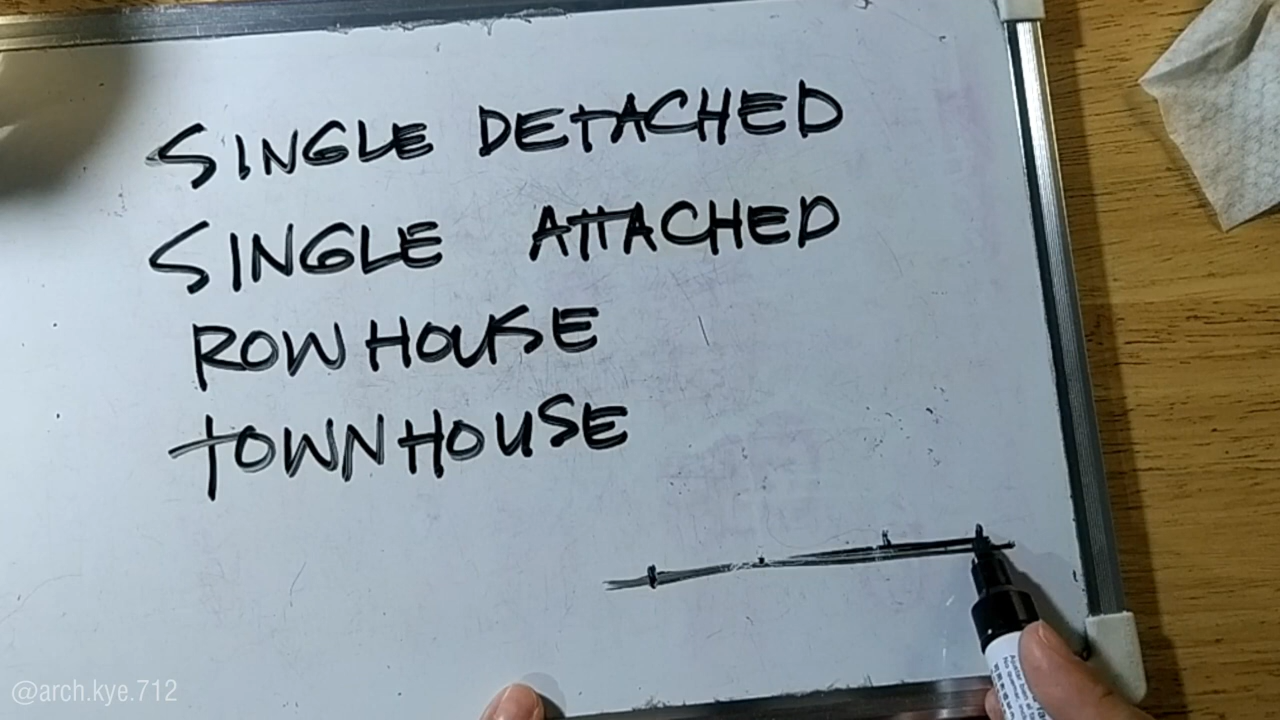 SINGLE DETACHED
SINGLE ATTACHED
ROWHOUSE
TOWNHOUSE
@arch.kye.712